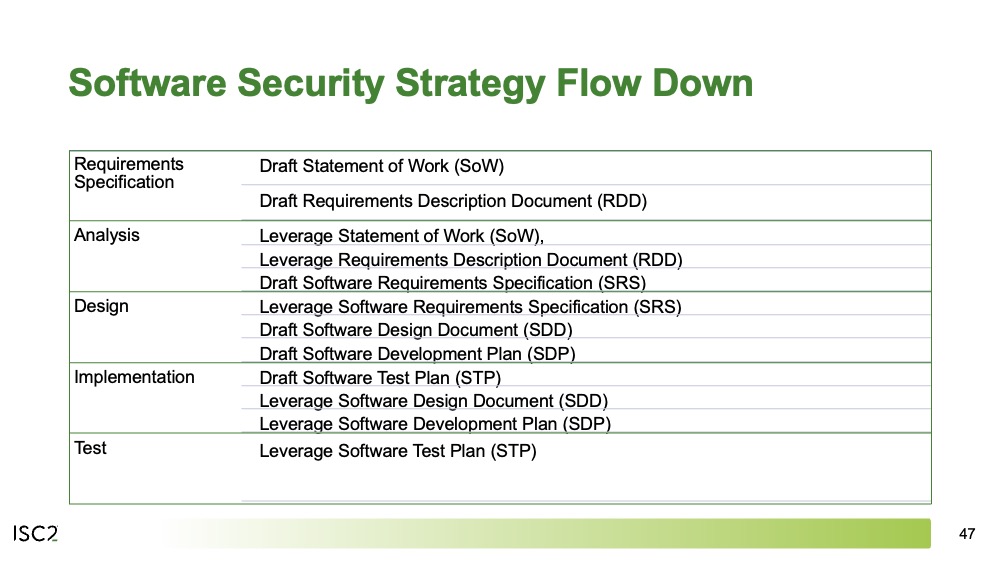 Software Security Strategy Flow Down
Requirements
Specification
Draft Statement of Work (SoW)
Draft Requirements Description Document (RDD)
Analysis
Leverage Statement of Work (SoW),
Leverage Requirements Description Document (RDD)
Draft Software Requirements Specification (SRS)
Design
Leverage Software Requirements Specification (SRS)
Draft Software Design Document (SDD)
Draft Software Development Plan (SDP)
Implementation
Draft Software Test Plan (STP)
Leverage Software Design Document (SDD)
Leverage Software Development Plan (SDP)
Test
Leverage Software Test Plan (STP)
ISC2
47